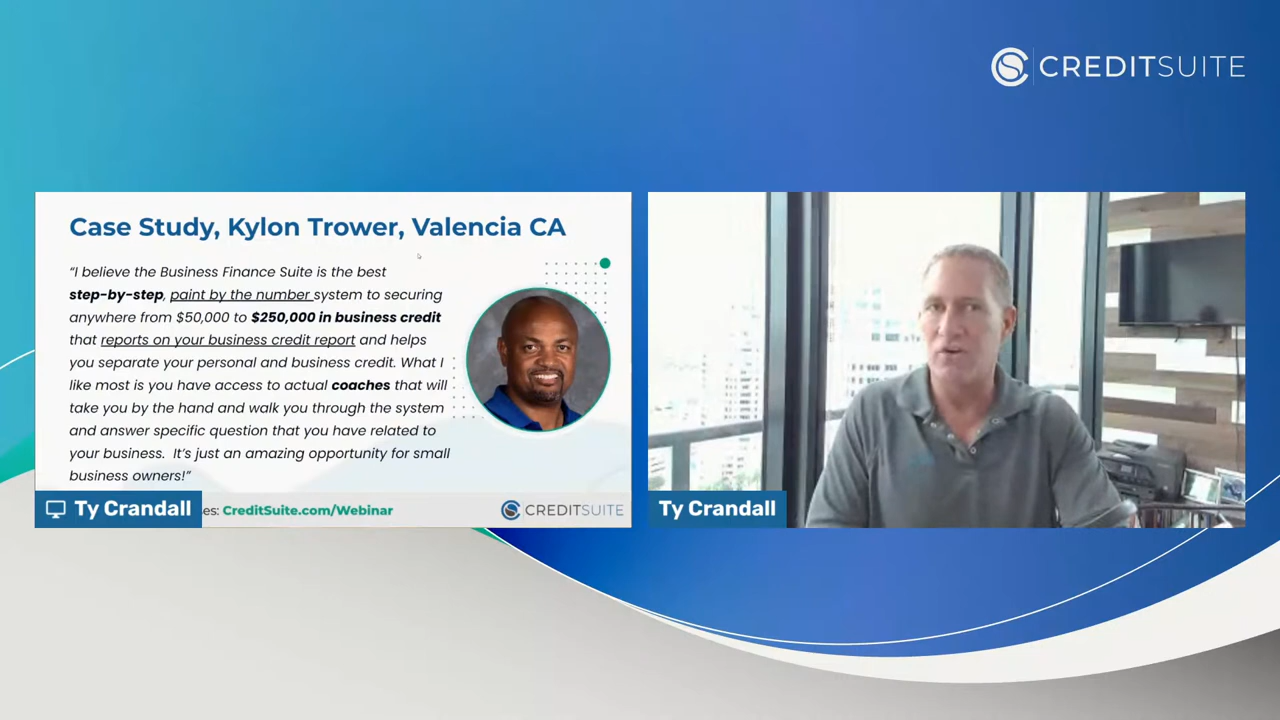 CREDITSUITE
Case Study, Kylon Trower, Valencia CA
“I believe the Business Finance Suite is the best
step-by-step, paint by the number system to securing
anywhere from $50,000 to $250,000 in business credit
that reports on your business credit report and helps
you separate your personal and business credit. What I
like most is you have access to actual coaches that will
take you by the hand and walk you through the system
and answer specific question that you have related to
your business. It’s just an amazing opportunity for small
business owners!”
Ty Crandall
es: CreditSuite.com/Webinar
CREDITSUITE
Ty Crandall